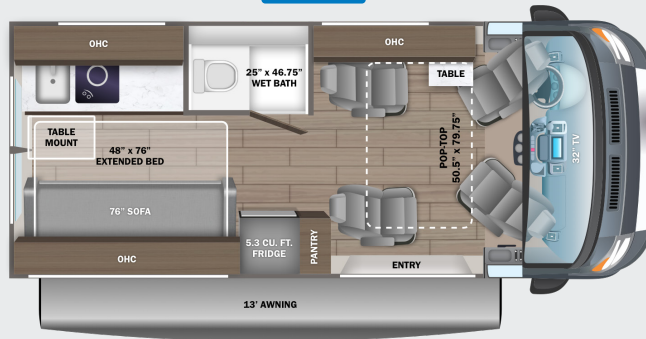 OHC
OHC
25" x 46.75"
WET BATH
TABLE
TABLE
MOUNT
48" x 76"
EXTENDED BED
POP-TOP
50.5" x 79.75"
32" TV
76" SOFA
5.3 CU. FT.
FRIDGE
PANTRY
OHC
ENTRY
13' AWNING